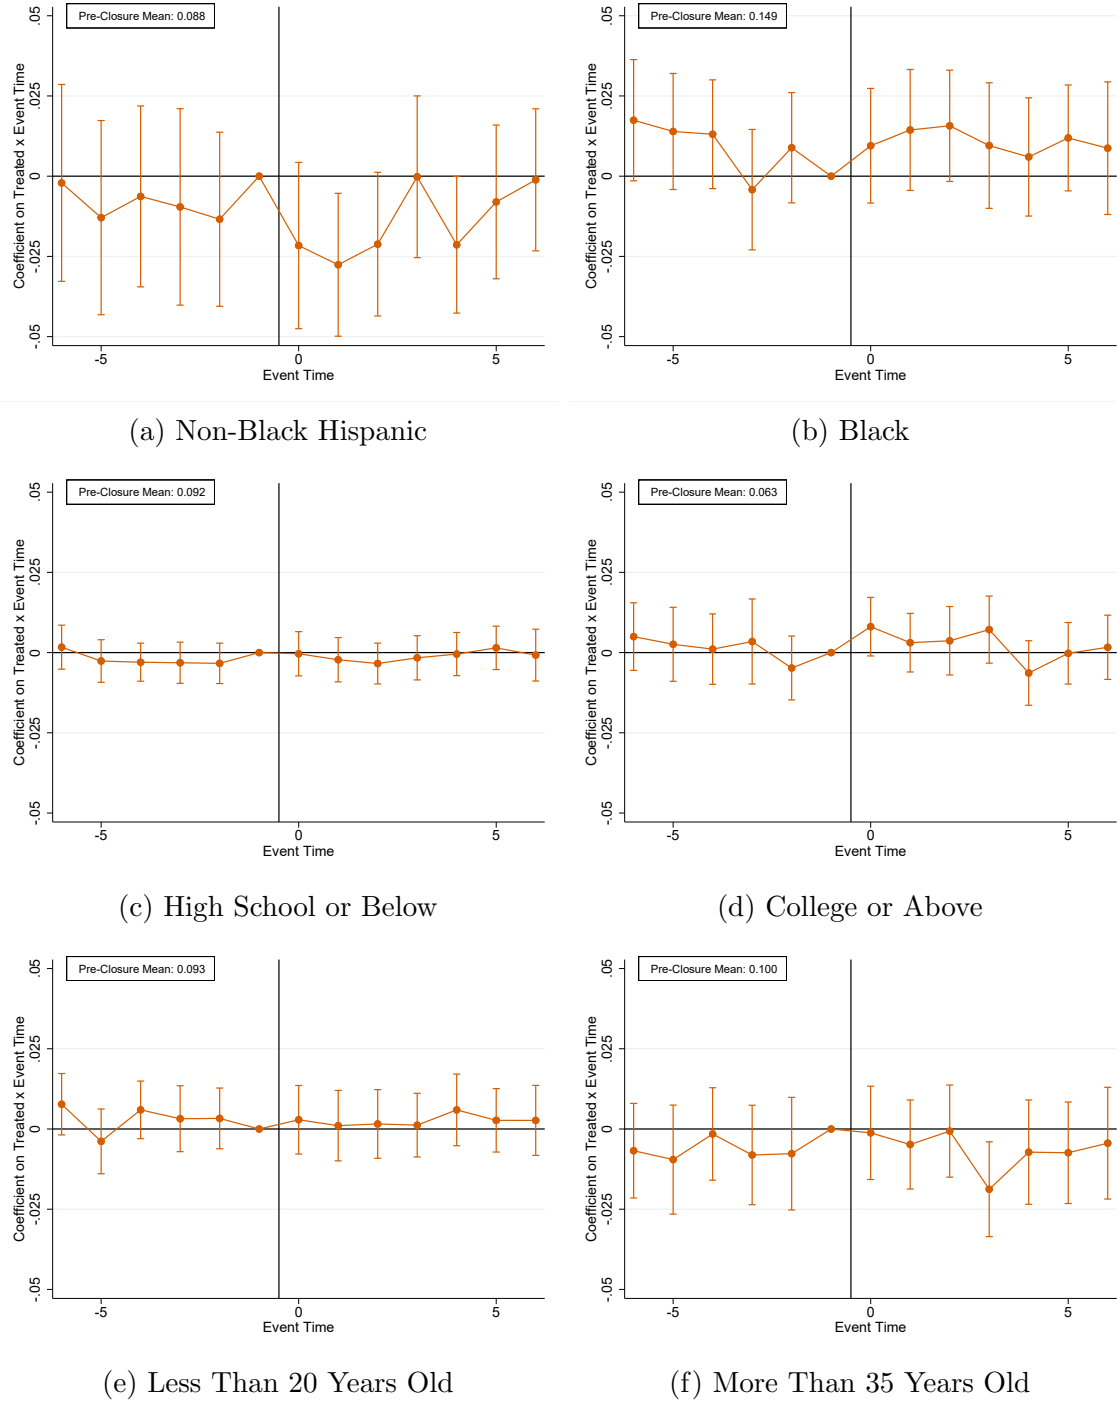 Pre-Closure Mean: 0.088
Coefficient on Treated x Event Time
.05
.025
0
-.025
-.05
-5
0
5
Event Time
(a) Non-Black Hispanic
Pre-Closure Mean: 0.149
Coefficient on Treated x Event Time
.05
.025
0
-.025
-.05
-5
0
5
Event Time
(b) Black
Pre-Closure Mean: 0.092
Coefficient on Treated x Event Time
.05
.025
0
-.025
-.05
-5
0
5
Event Time
(c) High School or Below
Pre-Closure Mean: 0.063
Coefficient on Treated x Event Time
.05
.025
0
-.025
-.05
-5
0
5
Event Time
(d) College or Above
Pre-Closure Mean: 0.093
Coefficient on Treated x Event Time
.05
.025
0
-.025
-.05
-5
0
5
Event Time
(e) Less Than 20 Years Old
Pre-Closure Mean: 0.100
Coefficient on Treated x Event Time
.05
.025
0
-.025
-.05
-5
0
5
Event Time
(f) More Than 35 Years Old